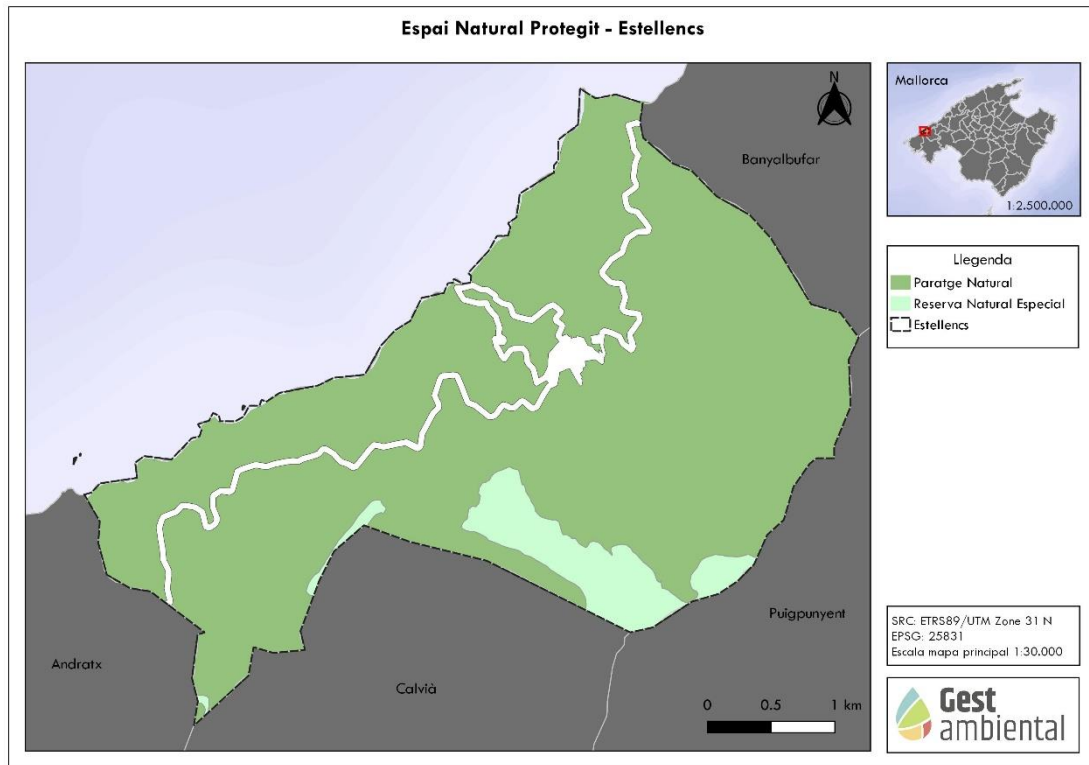 Espai Natural Protegit - Estellencs
N
Banyalbufar
Puigpunyent
Andratx
Calvià
0 0.5 1 km
Mallorca
1:2.500.000
Llegenda
Paratge Natural
Reserva Natural Especial
Estellencs
SRC: ETRS89/UTM Zone 31 N
EPSG: 25831
Escala mapa principal 1:30.000
Gest
ambiental